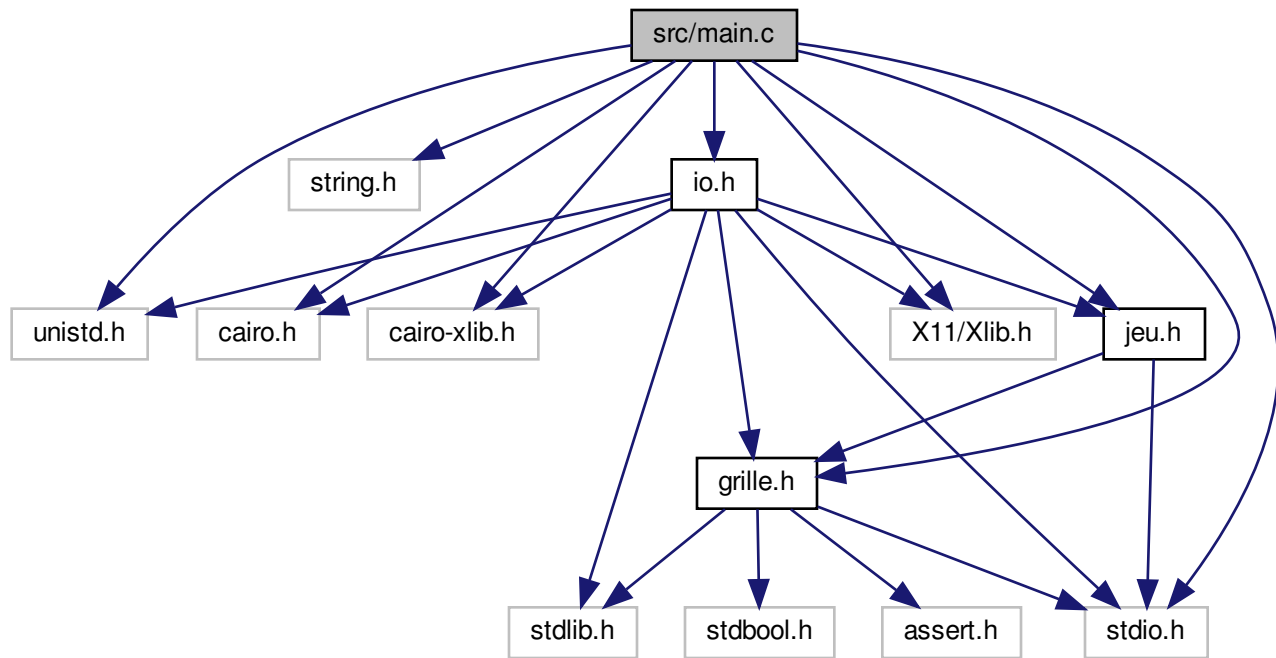 src/main.c
string.h
io.h
unistd.h
cairo.h
cairo-xlib.h
X11/Xlib.h
jeu.h
grille.h
stdlib.h
stdbool.h
assert.h
stdio.h